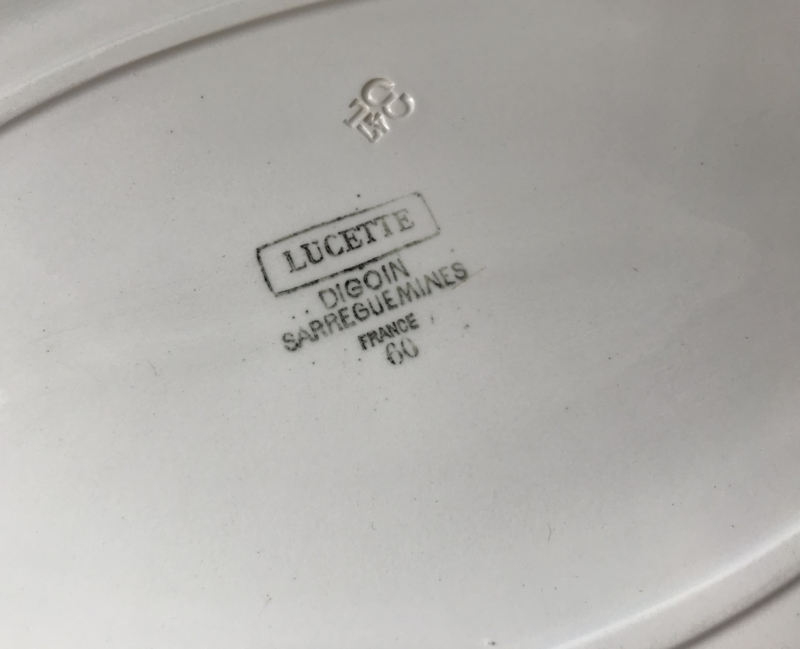 LUCETTE
DIGOIN
SARREGUEMINES
FRANCE
60